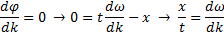 dφ/dk = 0 → 0 = t dω/dk − x → x/t = dω/dk